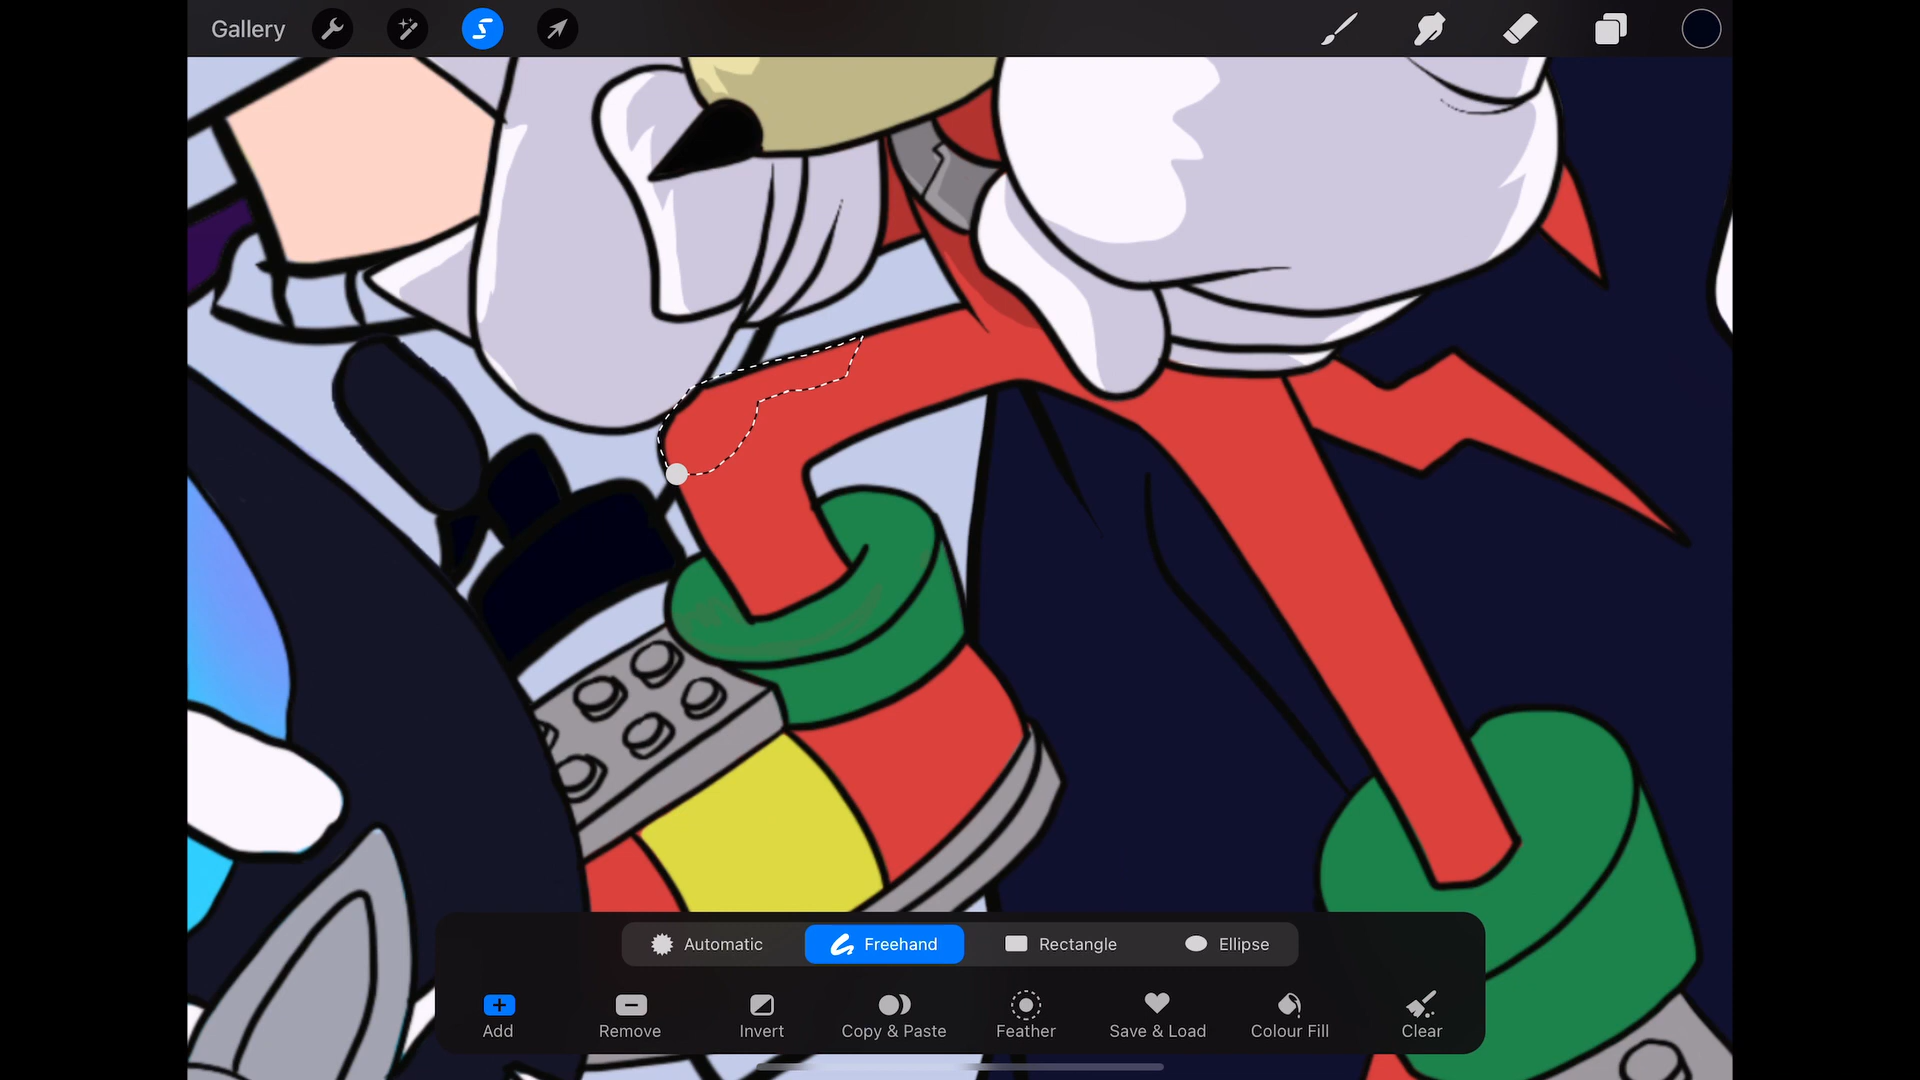 Gallery
Automatic Freehand Rectangle Ellipse
Add Remove Invert Copy & Paste Feather Save & Load Colour Fill Clear